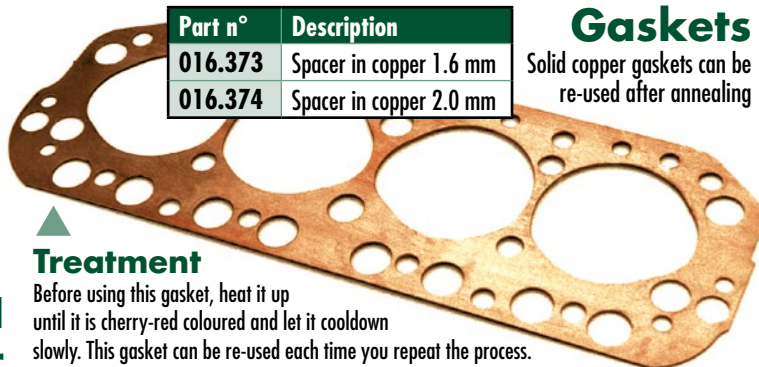 Part n° Description
016.373 Spacer in copper 1.6 mm
016.374 Spacer in copper 2.0 mm
Gaskets
Solid copper gaskets can be
re-used after annealing
Treatment
Before using this gasket, heat it up
until it is cherry-red coloured and let it cooldown
slowly. This gasket can be re-used each time you repeat the process.